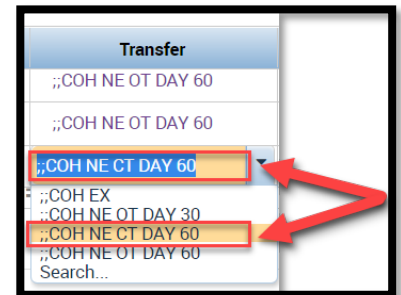 Transfer
;;COH NE OT DAY 60
;;COH NE OT DAY 60
;;COH NE CT DAY 60
;;COH EX
;;COH NE OT DAY 30
;;COH NE CT DAY 60
;;COH NE OT DAY 60
Search...